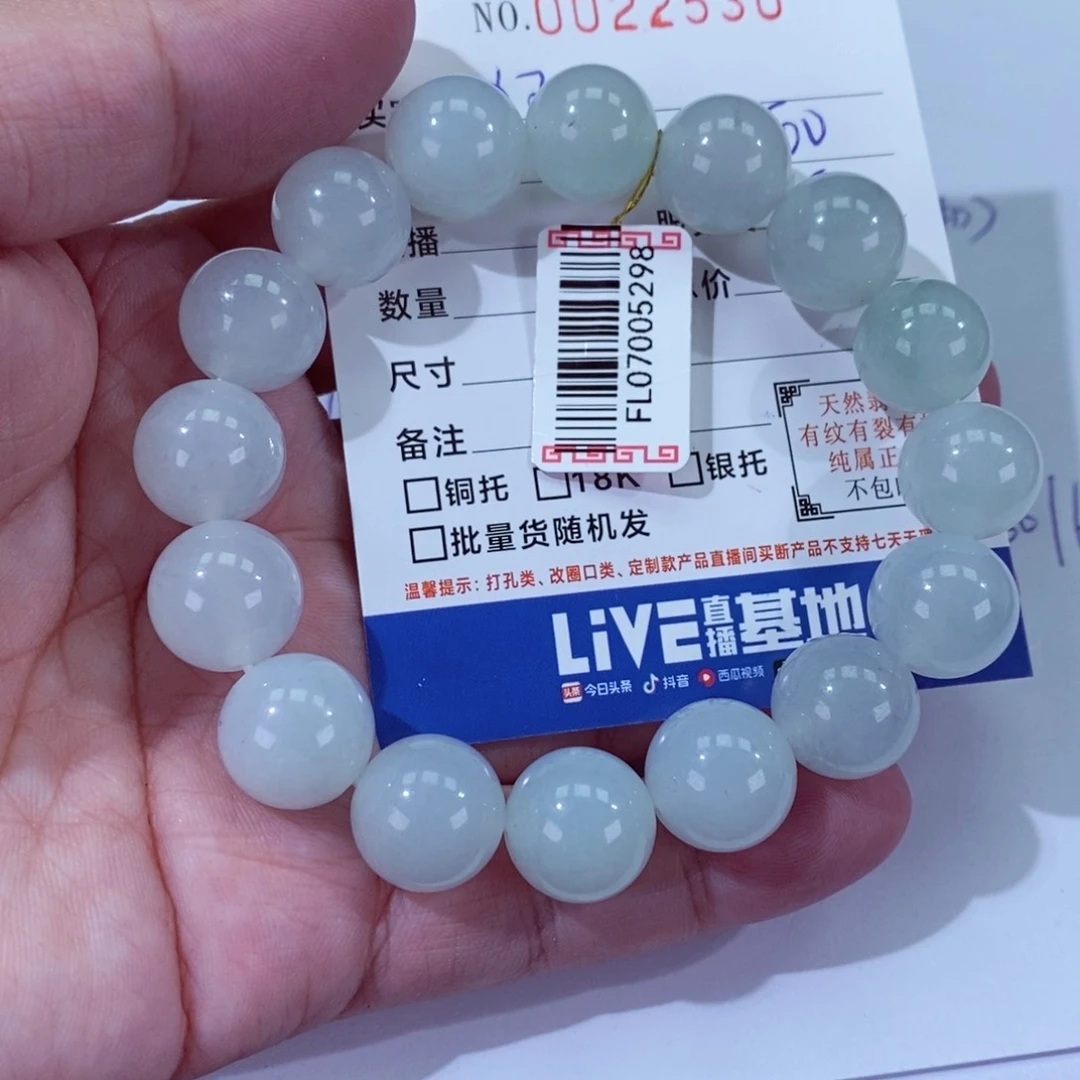 NO.0022530
播
数量
尺寸
备注
铜托 18K 银托
批量货随机发
FL07005298
天然翡
有纹有裂有
纯属正
不包
温馨提示：打孔类、改圈口类、定制款产品直播间买断产品不支持七天无理
LiVE直播基地
头条 今日头条 抖音 西瓜视频